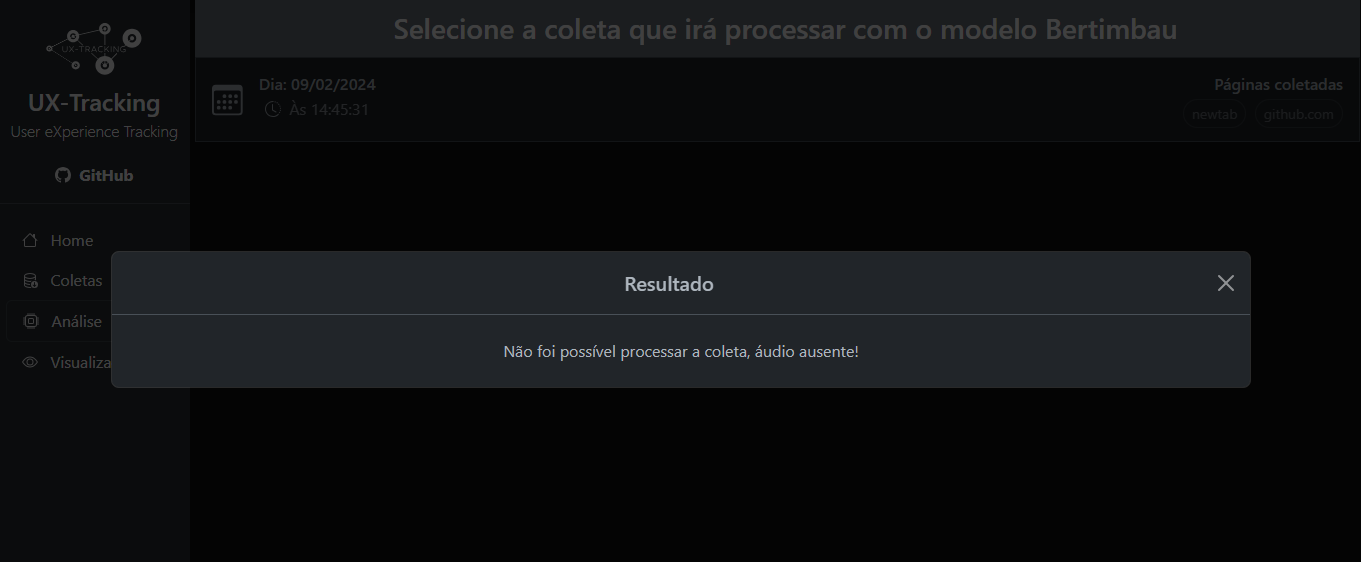 UX-TRACKING
UX-Tracking
User eXperience Tracking
GitHub
Home
Coletas
Análise
Visualiza
Selecione a coleta que irá processar com o modelo Bertimbau
Dia: 09/02/2024
Às 14:45:31
Páginas coletadas
newtab github.com
Resultado
Não foi possível processar a coleta, áudio ausente!